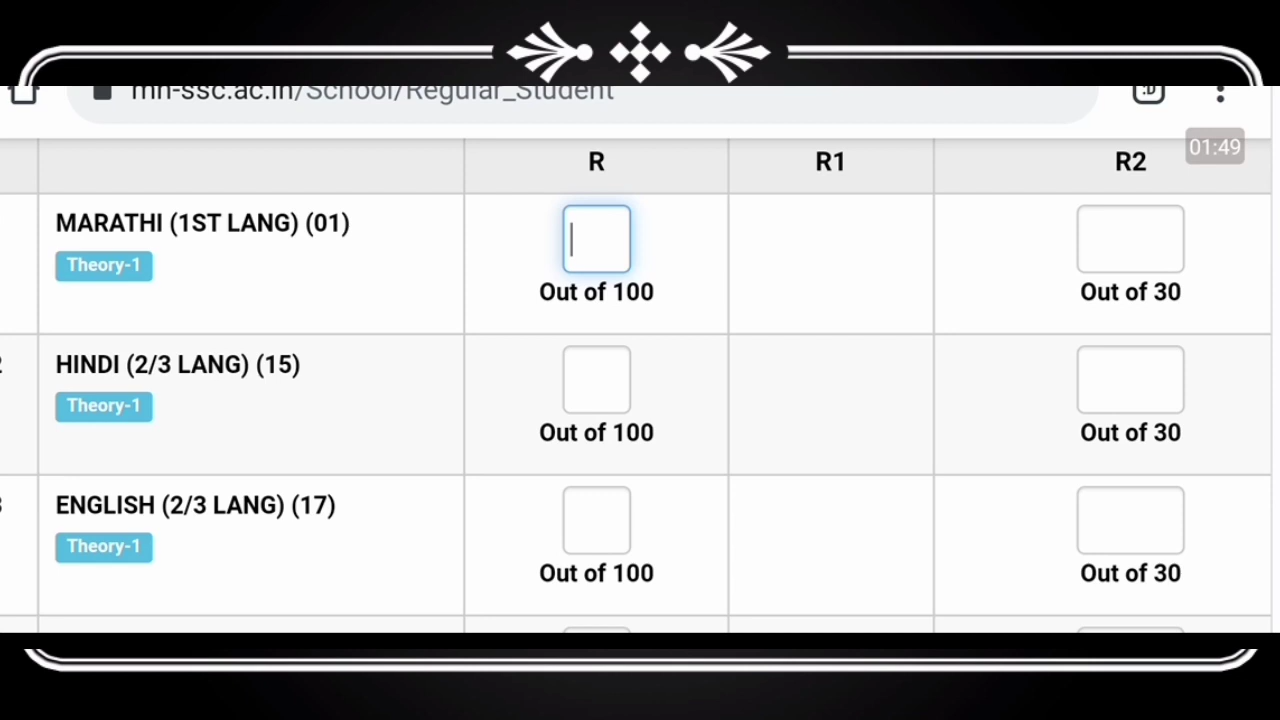 mh-ssc.ac.in/School/Regular_Student
:D
01:49
R R1 R2
MARATHI (1ST LANG) (01)
Theory-1
Out of 100 Out of 30
2 HINDI (2/3 LANG) (15)
Theory-1
Out of 100 Out of 30
3 ENGLISH (2/3 LANG) (17)
Theory-1
Out of 100 Out of 30